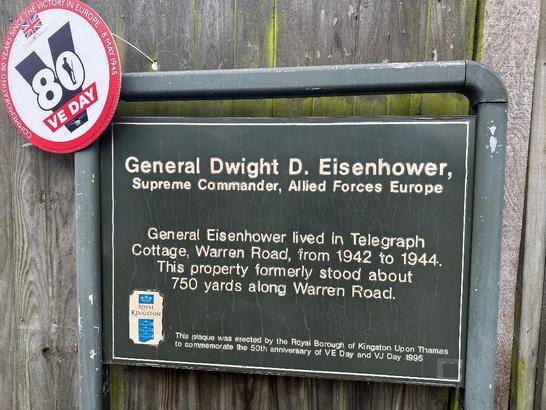 COMMEMORATING 80 YEARS SINCE THE VICTORY IN EUROPE - 8 MAY 1945
V
80
VE DAY
General Dwight D. Eisenhower,
Supreme Commander, Allied Forces Europe
General Eisenhower lived in Telegraph
Cottage, Warren Road, from 1942 to 1944.
This property formerly stood about
750 yards along Warren Road.
ROYAL
KINGSTON
This plaque was erected by the Royal Borough of Kingston Upon Thames
to commemorate the 50th anniversary of VE Day and VJ Day 1995